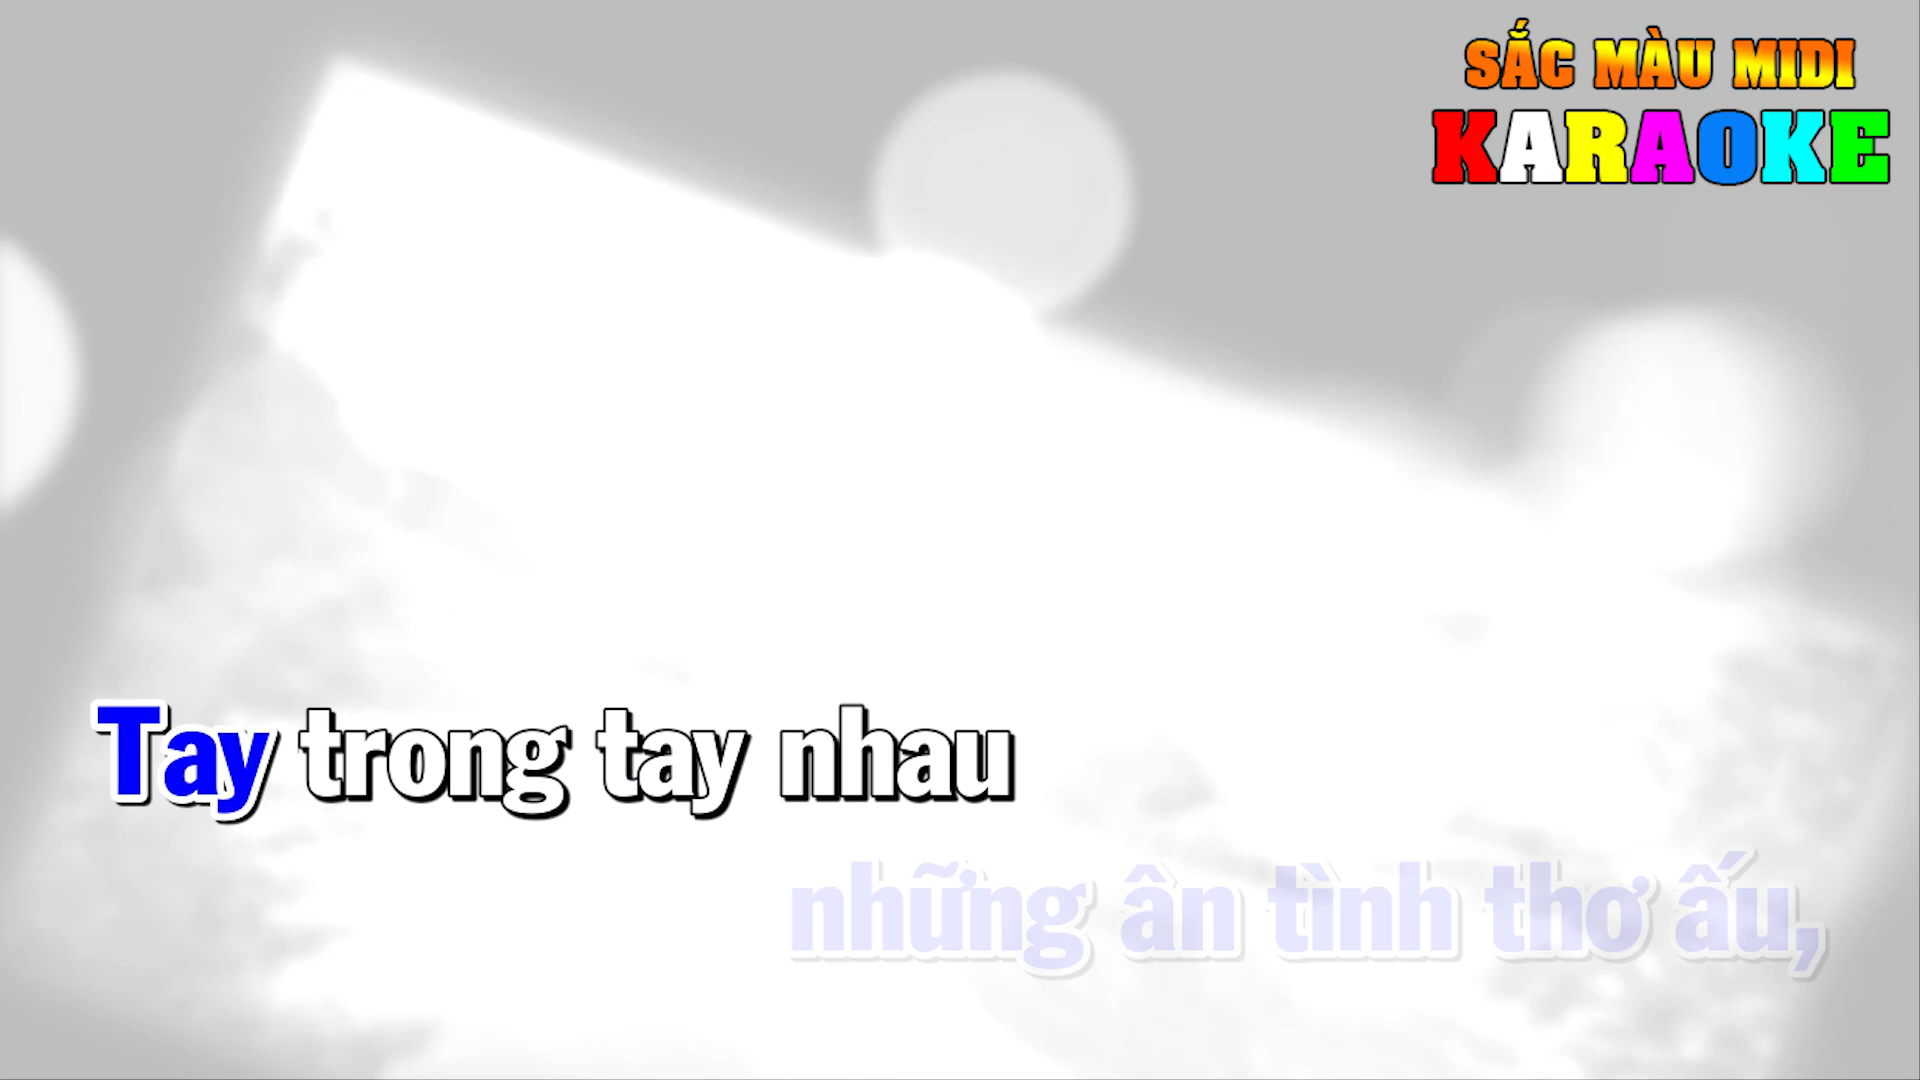 SẮC MÀU MIDI
KARAOKE
Tay trong tay nhau
những ân tình thơ ấu,